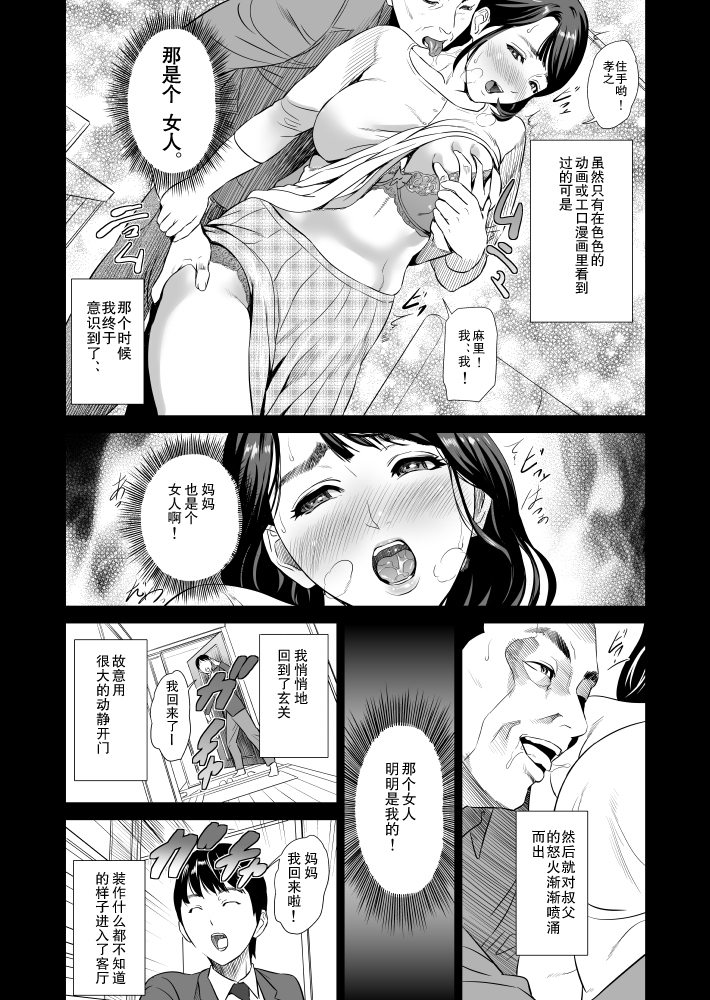 住手哟！
孝之
虽然只有在色色的
动画或工口漫画里看到
过的可是
那是个 女人。
麻里！
我、我！
那个时候
我终于
意识到了、
妈妈
也是个
女人啊！
然后就对叔父
的怒火渐渐喷涌
而出
那个女人
明明是我的！
我悄悄地
回到了玄关
我回来了ー
故意用
很大的动静开门
妈妈
我回来啦！
装作什么都不知道
的样子进入了客厅
ガチャ